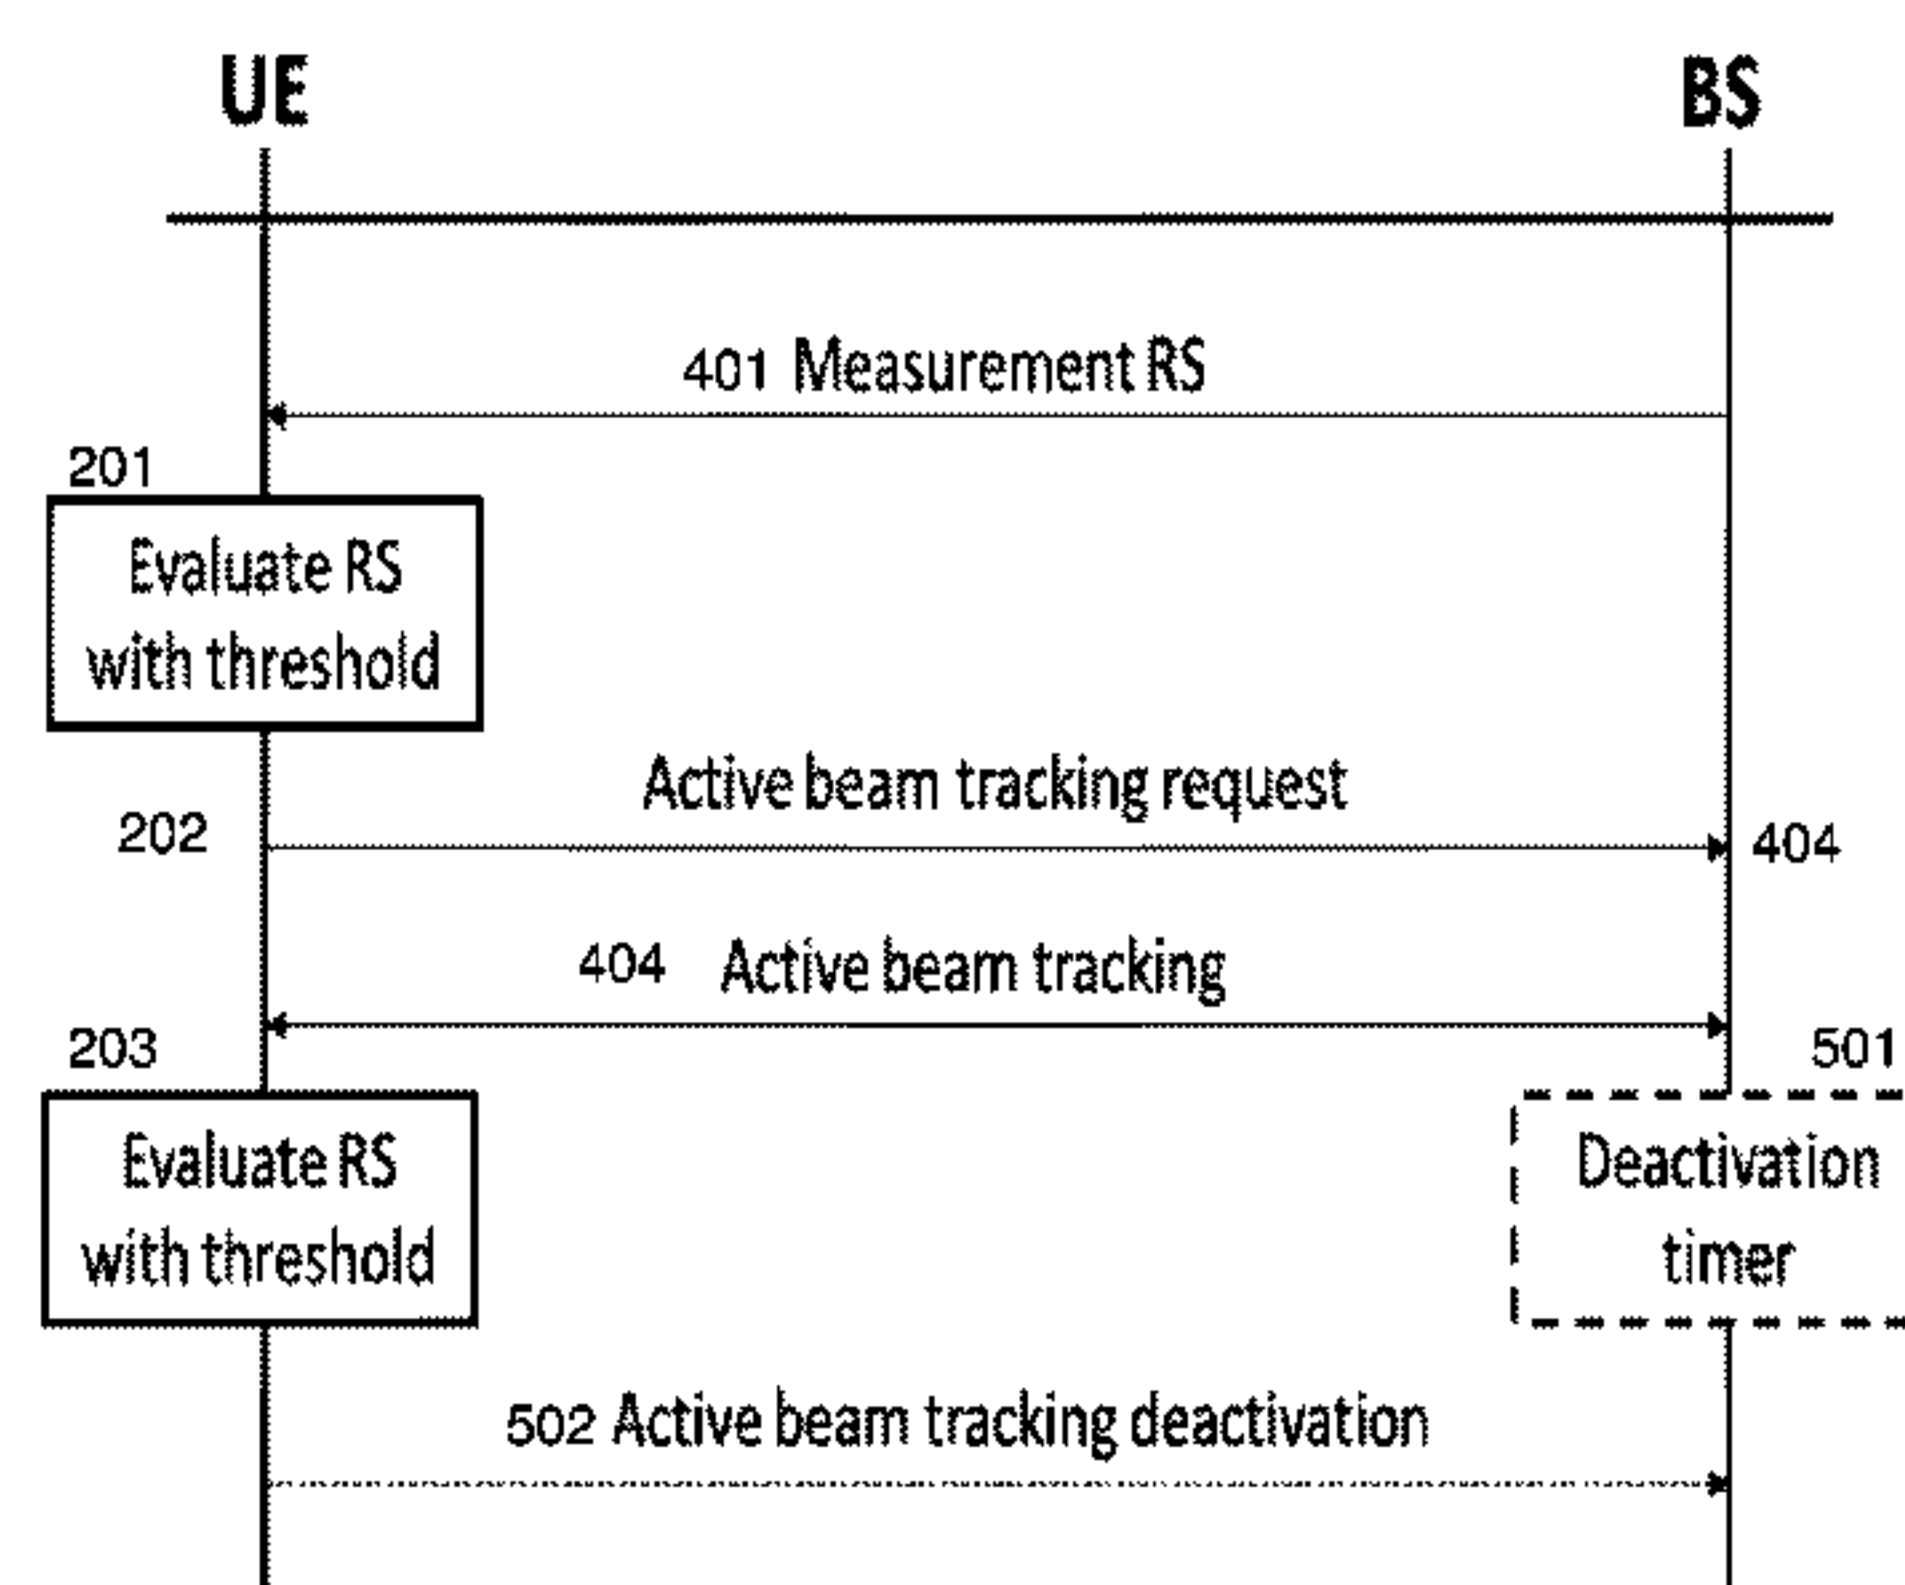 UE
BS
401 Measurement RS
201
Evaluate RS
with threshold
Active beam tracking request
202
404
404 Active beam tracking
203
501
Evaluate RS
with threshold
Deactivation
timer
502 Active beam tracking deactivation